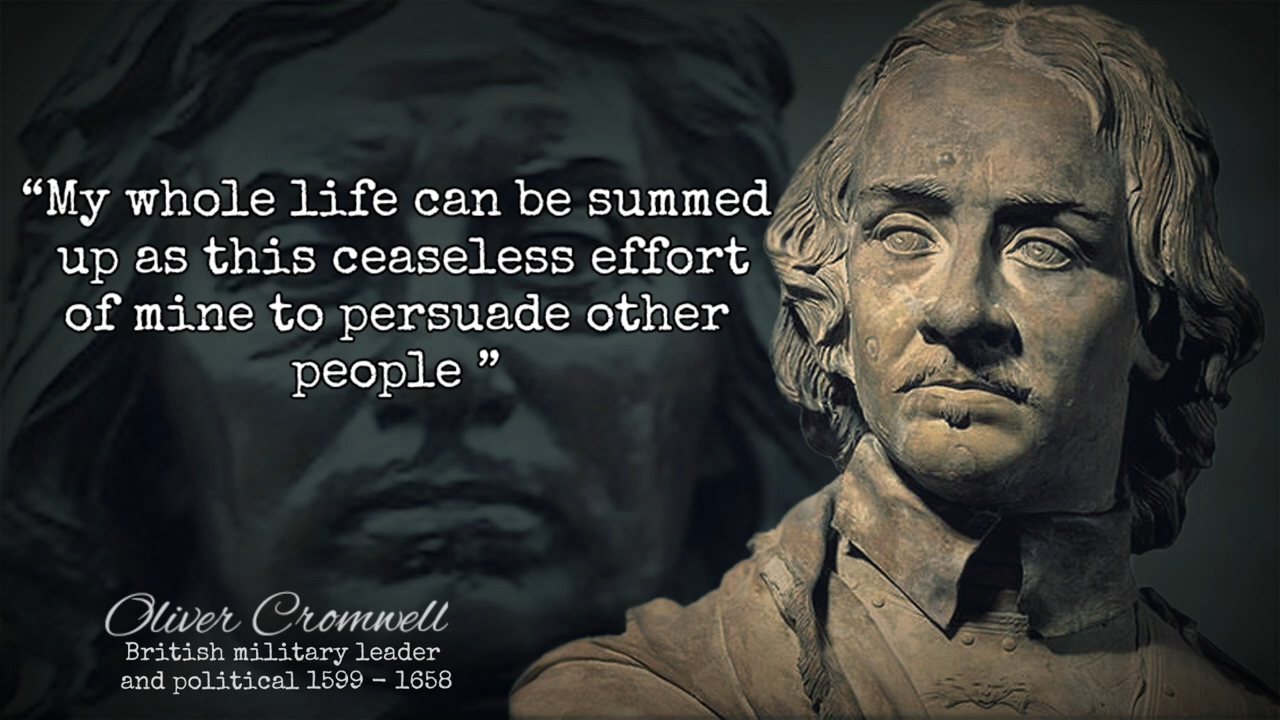 “My whole life can be summed
up as this ceaseless effort
of mine to persuade other
people ”
Oliver Cromwell
British military leader
and political 1599 - 1658